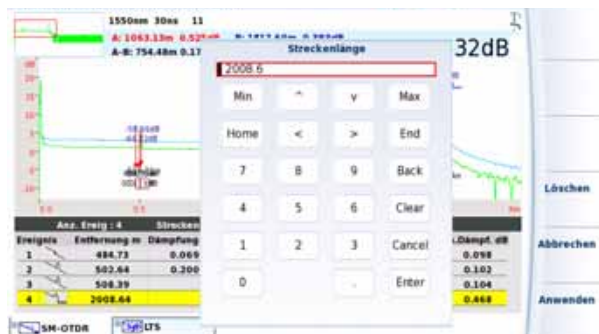 1550nm 30ns 11
A: 1063.13m 0.52
A-B: 754.48m 0.17
32dB
Streckenlänge
2008.6
Min ^ v Max
Home < > End
7 8 9 Back
4 5 6 Clear
1 2 3 Cancel
0 . Enter
Löschen
Abbrechen
Anwenden
Anz. Ereig : 4 Strecken
Ereignis Entfernung m Dämpfung .Dämpf. dB
1 484.73 0.069 0.098
2 502.64 0.200 0.102
3 508.39 0.104
4 2008.64 0.468
SM-OTDR LTS